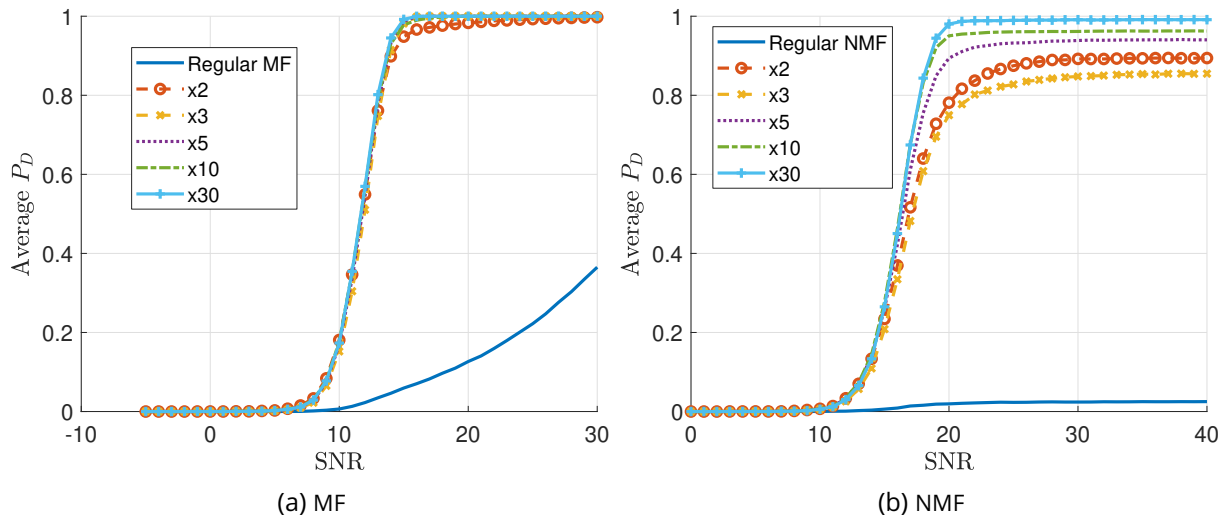 1
0.8
0.6
0.4
0.2
0
Average P_D
Regular MF
x2
x3
x5
x10
x30
-10
0
10
20
30
SNR
(a) MF
1
0.8
0.6
0.4
0.2
0
Average P_D
Regular NMF
x2
x3
x5
x10
x30
0
10
20
30
40
SNR
(b) NMF